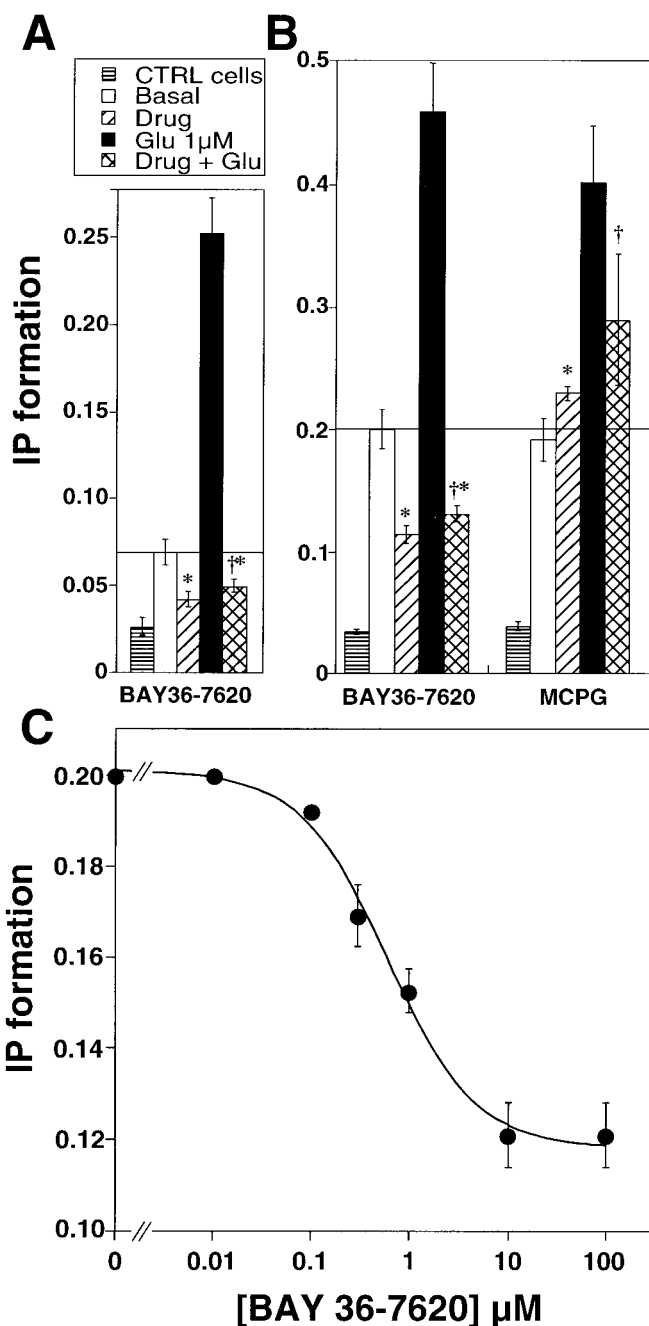 A
B
CTRL cells
Basal
Drug
Glu 1µM
Drug + Glu
IP formation
0.25
0.20
0.15
0.10
0.05
0
*
†*
BAY36-7620
0.5
0.4
0.3
0.2
0.1
0
*
†*
*
†
BAY36-7620 MCPG
C
IP formation
0.20
0.18
0.16
0.14
0.12
0.10
0 0.01 0.1 1 10 100
[BAY 36-7620] µM